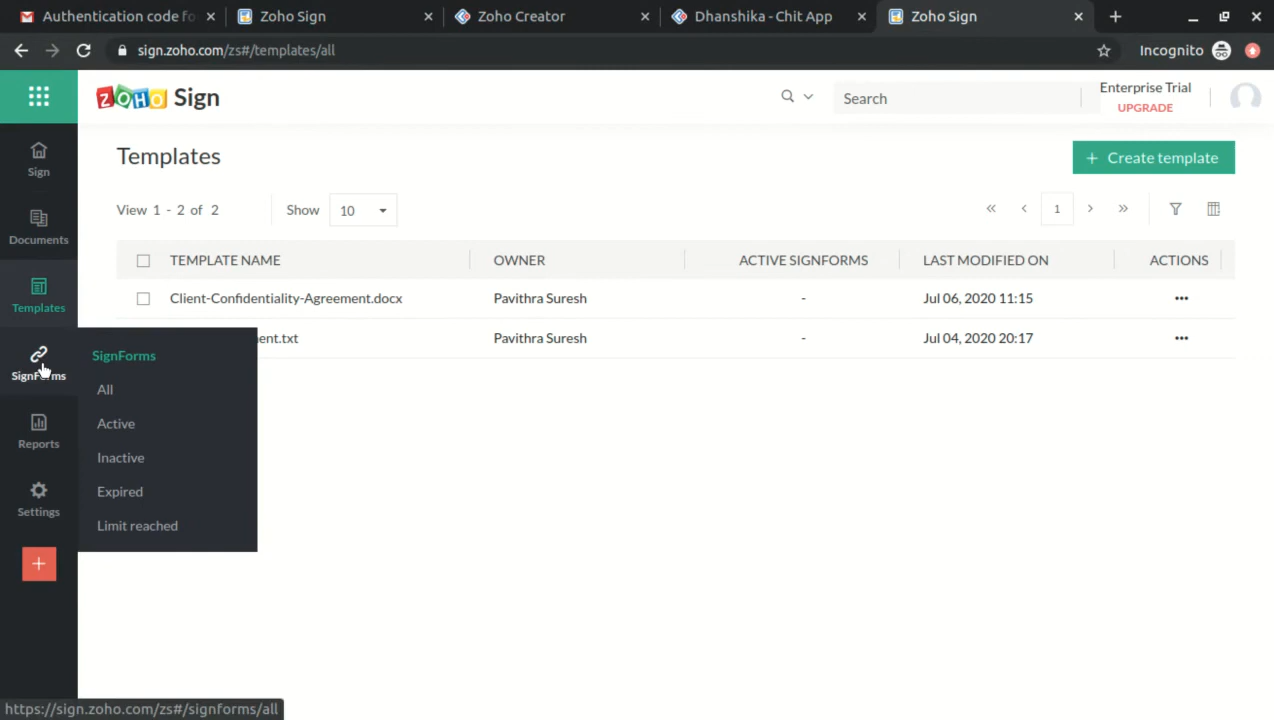 Authentication code fo
Zoho Sign
Zoho Creator
Dhanshika - Chit App
Zoho Sign
sign.zoho.com/zs#/templates/all
Incognito
ZOHO Sign
Search
Enterprise Trial
UPGRADE
Sign
Documents
Templates
SignForms
Reports
Settings
Templates
+ Create template
View 1 - 2 of 2
Show 10
1
TEMPLATE NAME OWNER ACTIVE SIGNFORMS LAST MODIFIED ON ACTIONS
Client-Confidentiality-Agreement.docx Pavithra Suresh - Jul 06, 2020 11:15 •••
ent.txt Pavithra Suresh - Jul 04, 2020 20:17 •••
SignForms
All
Active
Inactive
Expired
Limit reached
https://sign.zoho.com/zs#/signforms/all